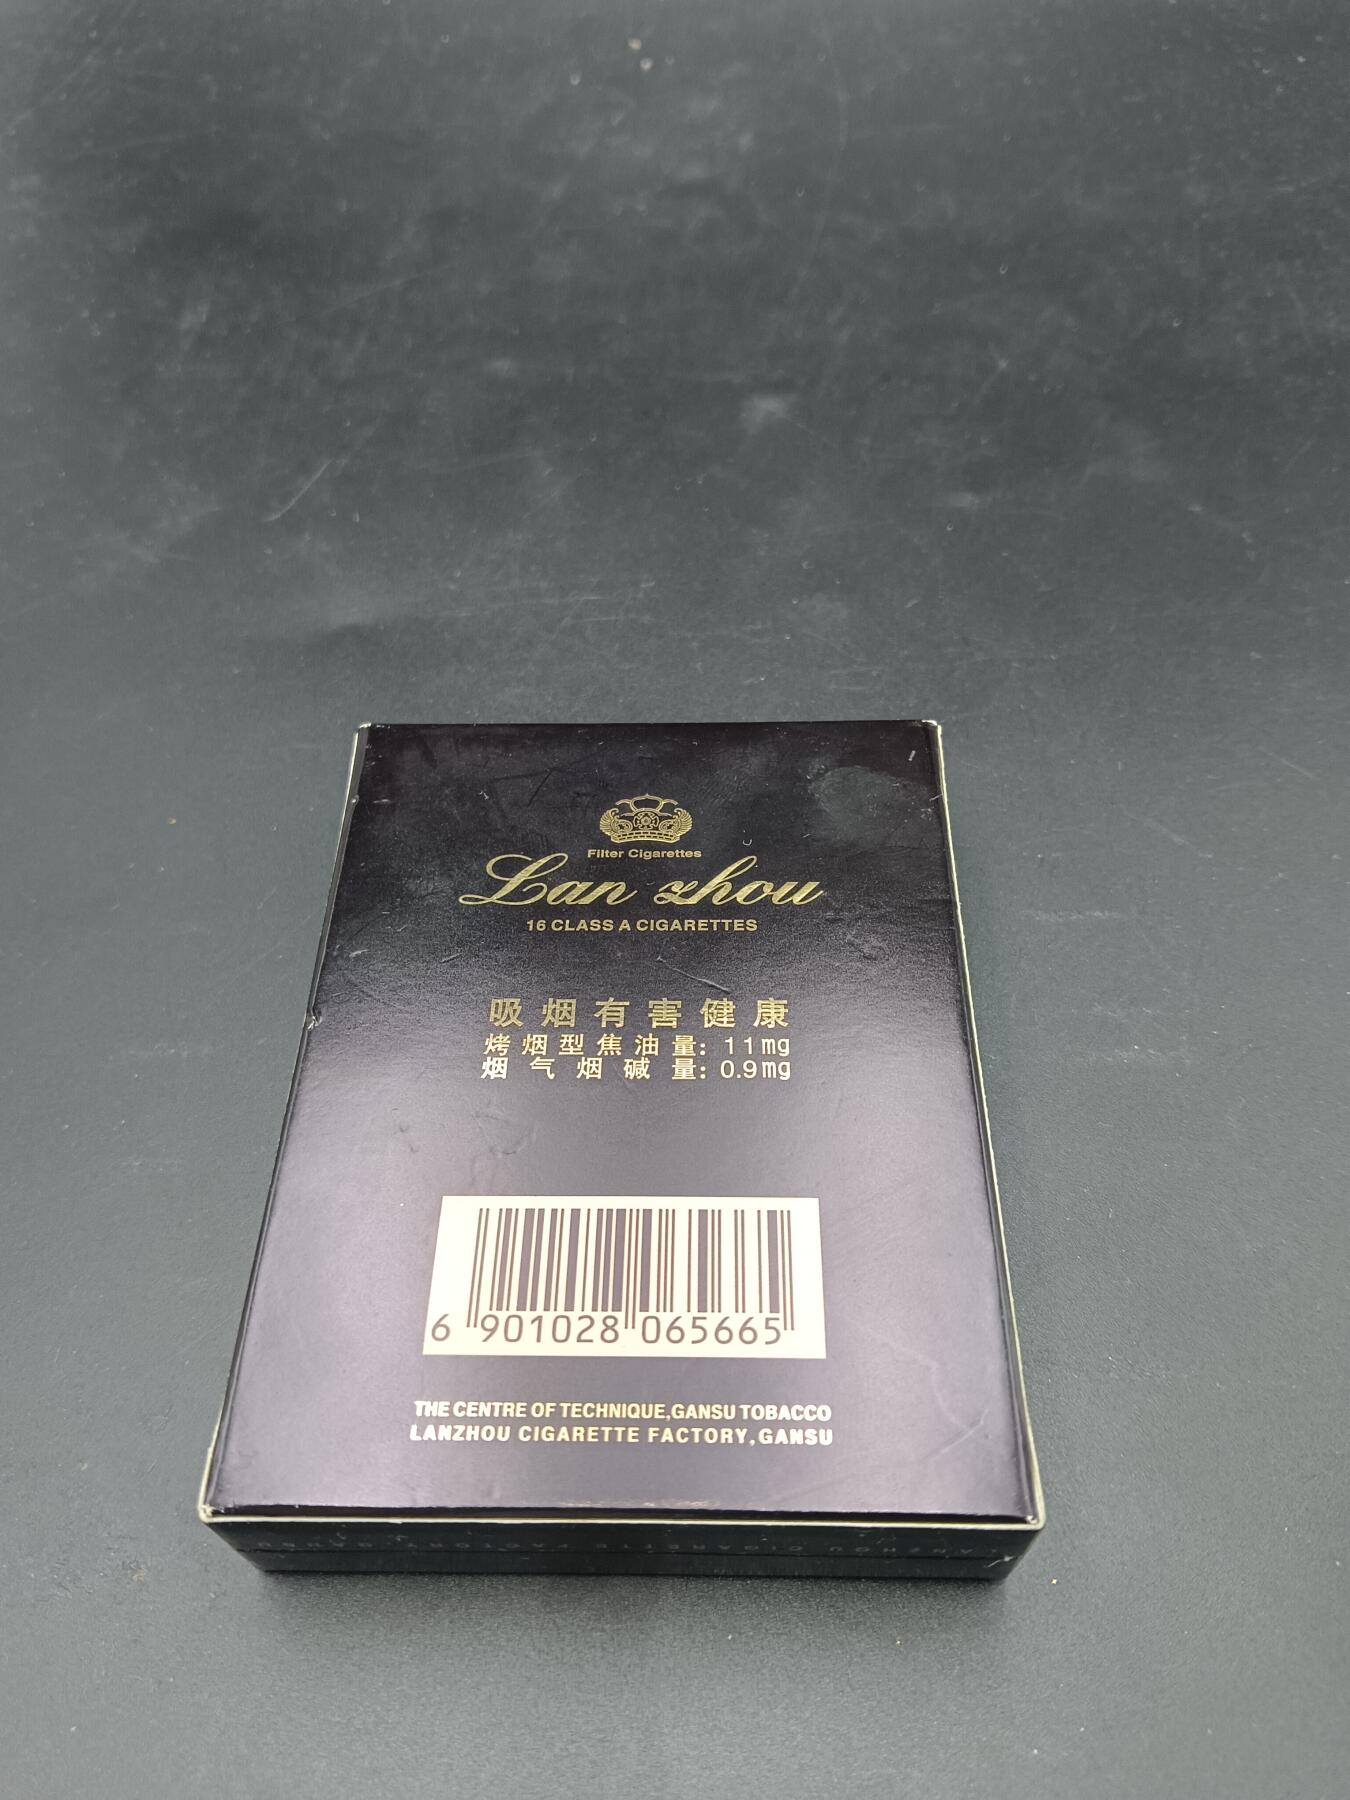 Filter Cigarettes
Lan zhou
16 CLASS A CIGARETTES
吸烟有害健康
烤烟型焦油量: 11mg
烟气烟碱量: 0.9mg
6 901028 065665
THE CENTRE OF TECHNIQUE,GANSU TOBACCO
LANZHOU CIGARETTE FACTORY,GANSU